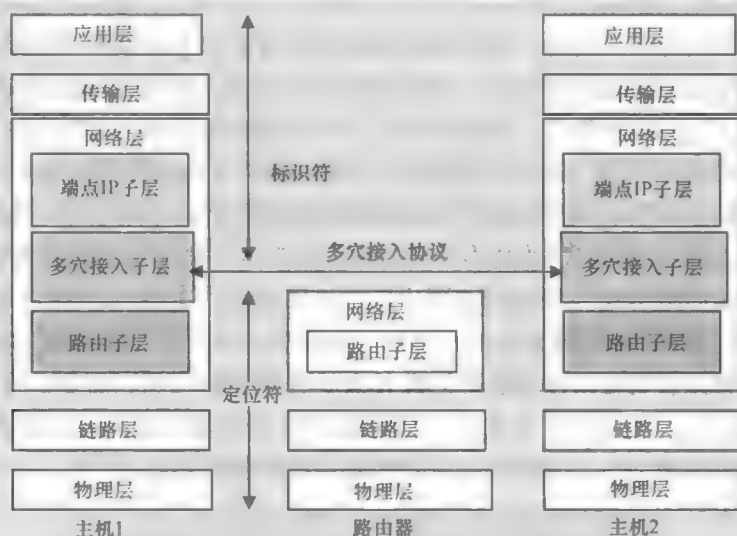 应用层
传输层
网络层
端点IP子层
多穴接入子层
路由子层
链路层
物理层
主机1
标识符
多穴接入协议
定位符
网络层
路由子层
链路层
物理层
路由器
应用层
传输层
网络层
端点IP子层
多穴接入子层
路由子层
链路层
物理层
主机2